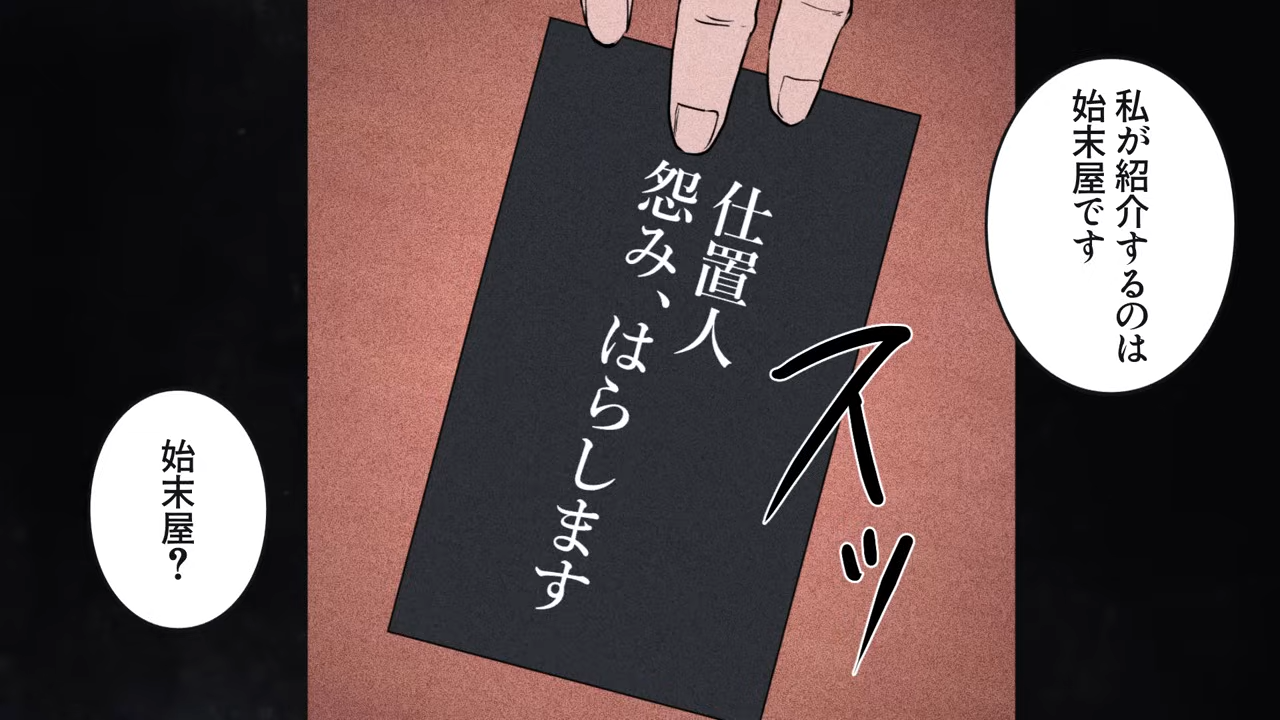 私が紹介するのは
始末屋です
仕置人
怨み、はらします
スッ
始末屋？